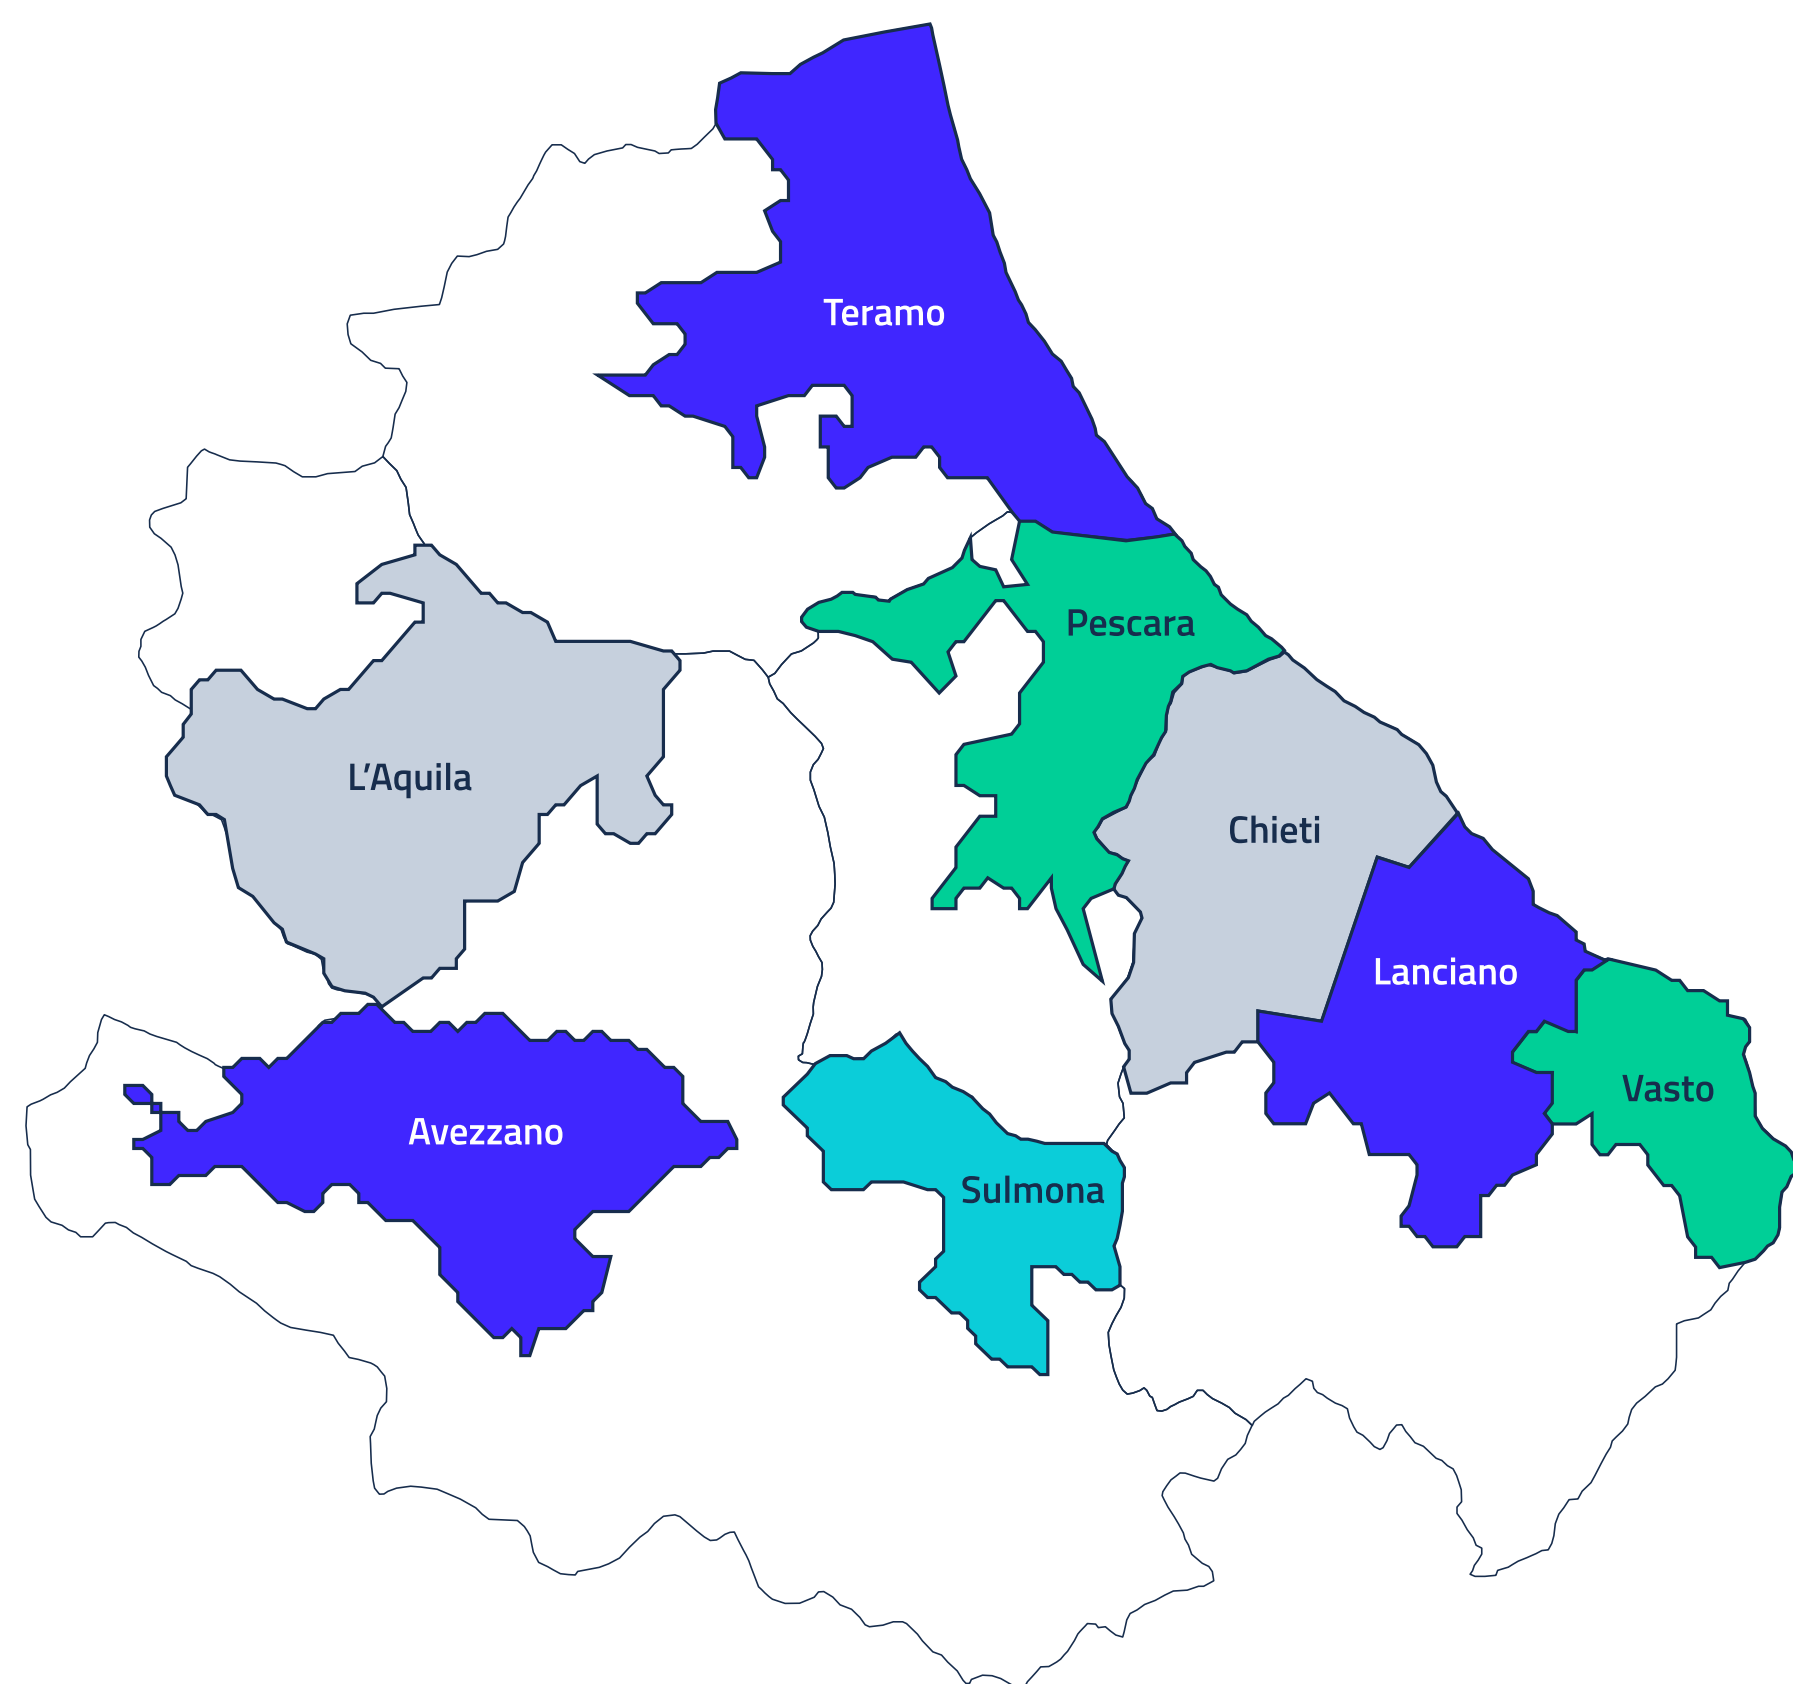 Teramo
Pescara
L’Aquila
Chieti
Lanciano
Vasto
Avezzano
Sulmona